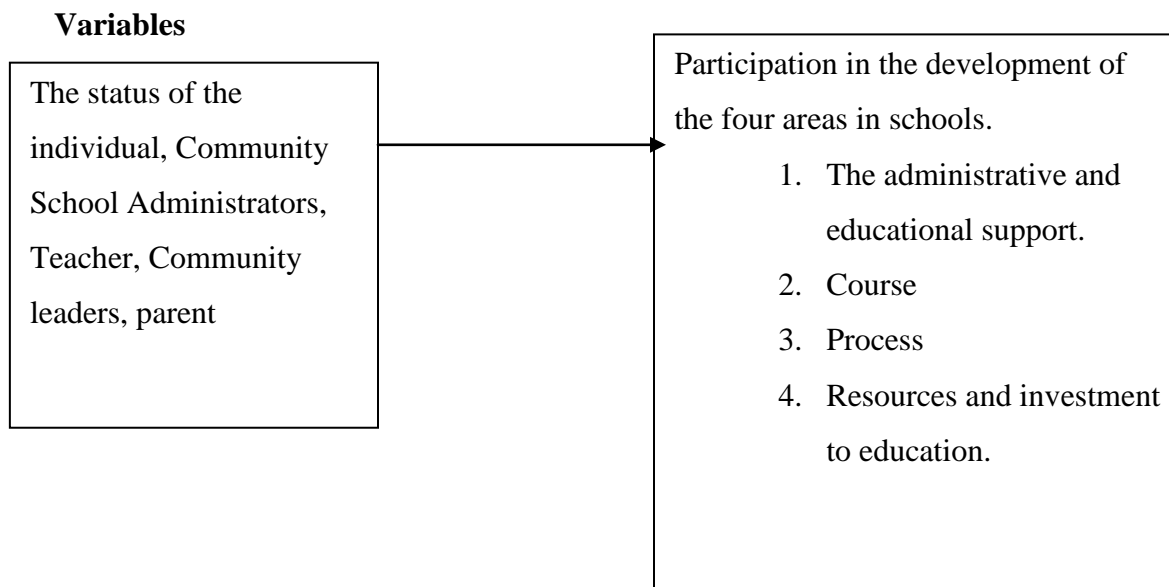 Variables
The status of the
individual, Community
School Administrators,
Teacher, Community
leaders, parent
Participation in the development of
the four areas in schools.
1. The administrative and
educational support.
2. Course
3. Process
4. Resources and investment
to education.